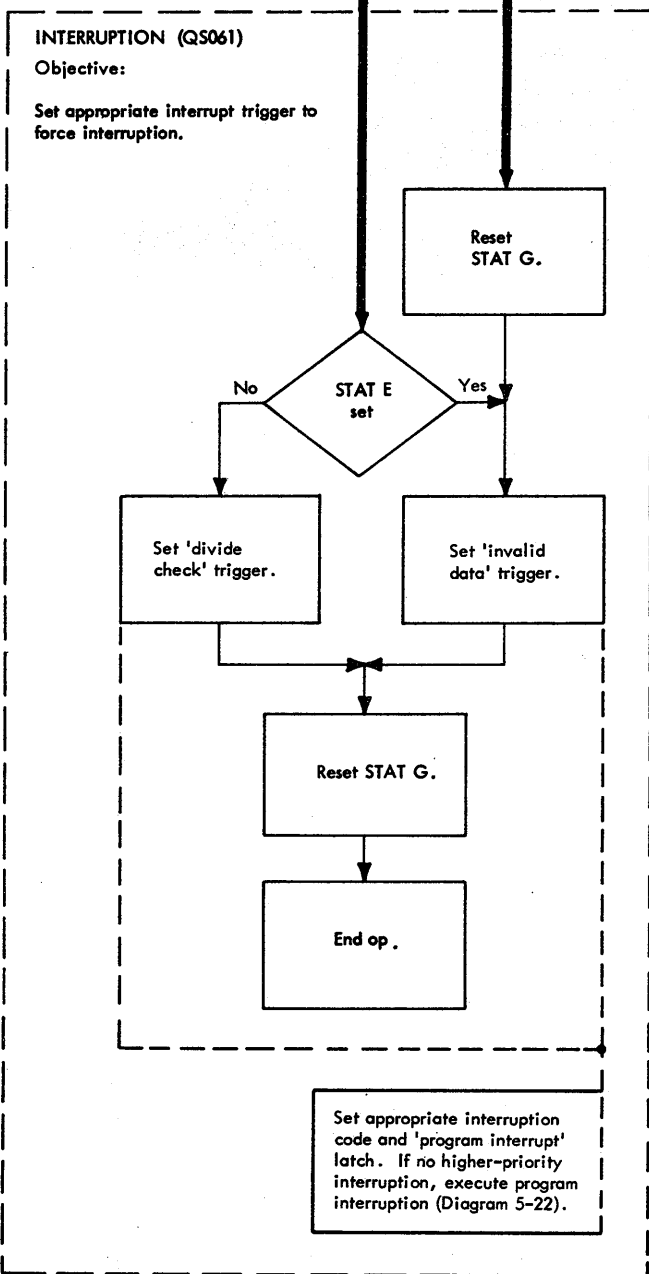 INTERRUPTION (QS061)
Objective:
Set appropriate interrupt trigger to
force interruption.
Reset
STAT G.
No
STAT E
set
Yes
Set 'divide
check' trigger.
Set 'invalid
data' trigger.
Reset STAT G.
End op.
Set appropriate interruption
code and 'program interrupt'
latch. If no higher-priority
interruption, execute program
interruption (Diagram 5-22).